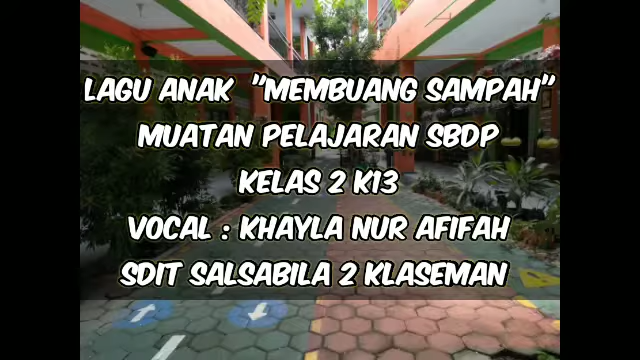 LAGU ANAK "MEMBUANG SAMPAH"
MUATAN PELAJARAN SBDP
KELAS 2 K13
VOCAL : KHAYLA NUR AFIFAH
SDIT SALSABILA 2 KLASEMAN